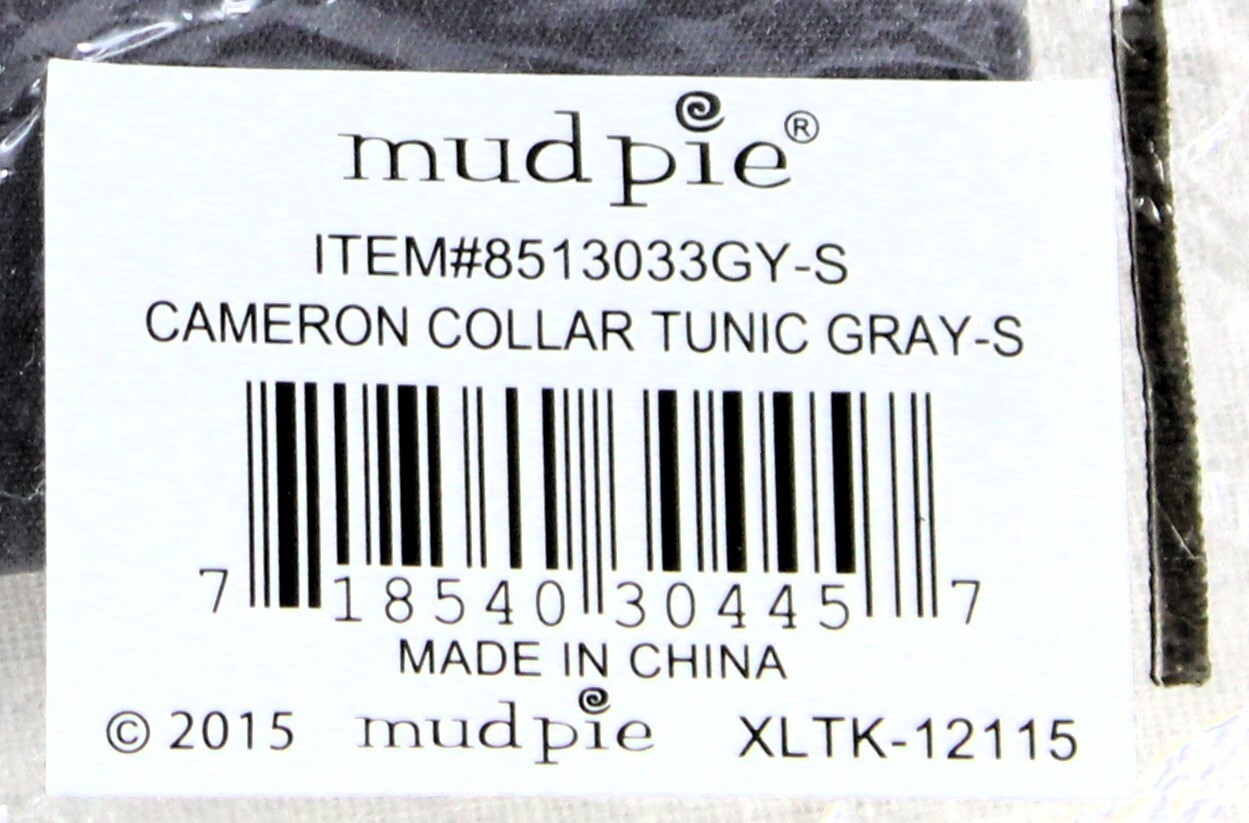 mud pie®
ITEM#8513033GY-S
CAMERON COLLAR TUNIC GRAY-S
7 18540 30445 7
MADE IN CHINA
© 2015 mud pie XLTK-12115